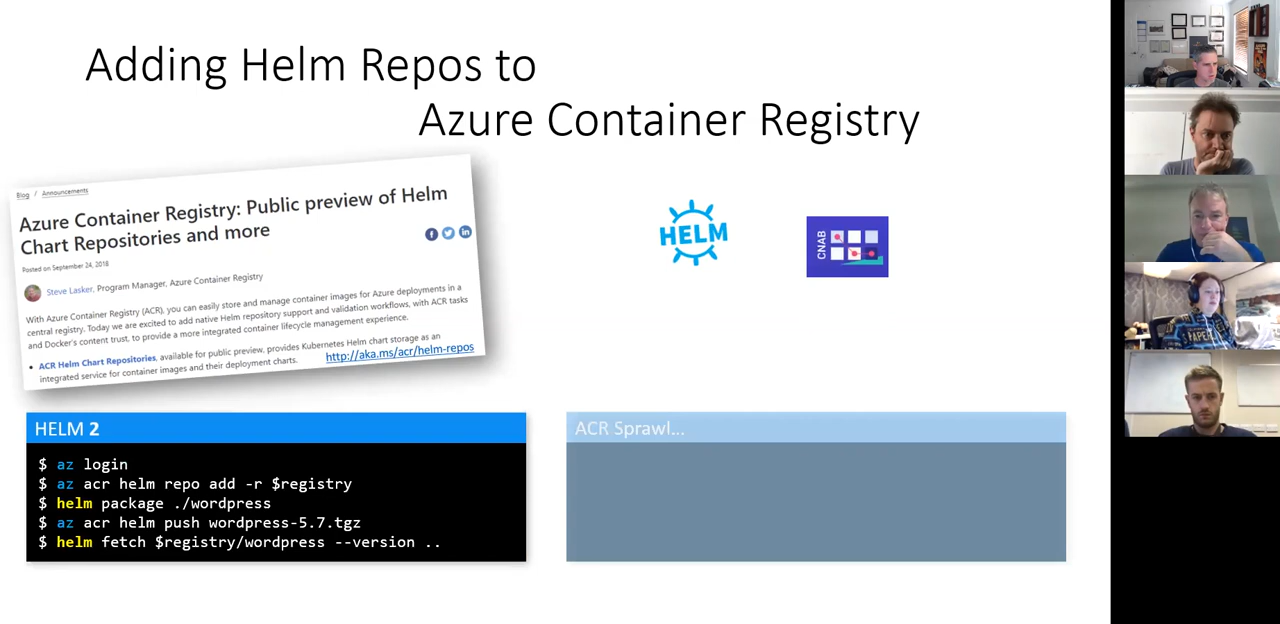 Adding Helm Repos to
Azure Container Registry
Blog / Announcements
Azure Container Registry: Public preview of Helm
Chart Repositories and more
Posted on September 24, 2018
Steve Lasker, Program Manager, Azure Container Registry
With Azure Container Registry (ACR), you can easily store and manage container images for Azure deployments in a
central registry. Today we are excited to add native Helm repository support and validation workflows, with ACR tasks
and Docker's content trust, to provide a more integrated container lifecycle management experience.
• ACR Helm Chart Repositories, available for public preview, provides Kubernetes Helm chart storage as an
integrated service for container images and their deployment charts.
http://aka.ms/acr/helm-repos
HELM
CNAB
HELM 2
$ az login
$ az acr helm repo add -r $registry
$ helm package ./wordpress
$ az acr helm push wordpress-5.7.tgz
$ helm fetch $registry/wordpress --version ..
ACR Sprawl...